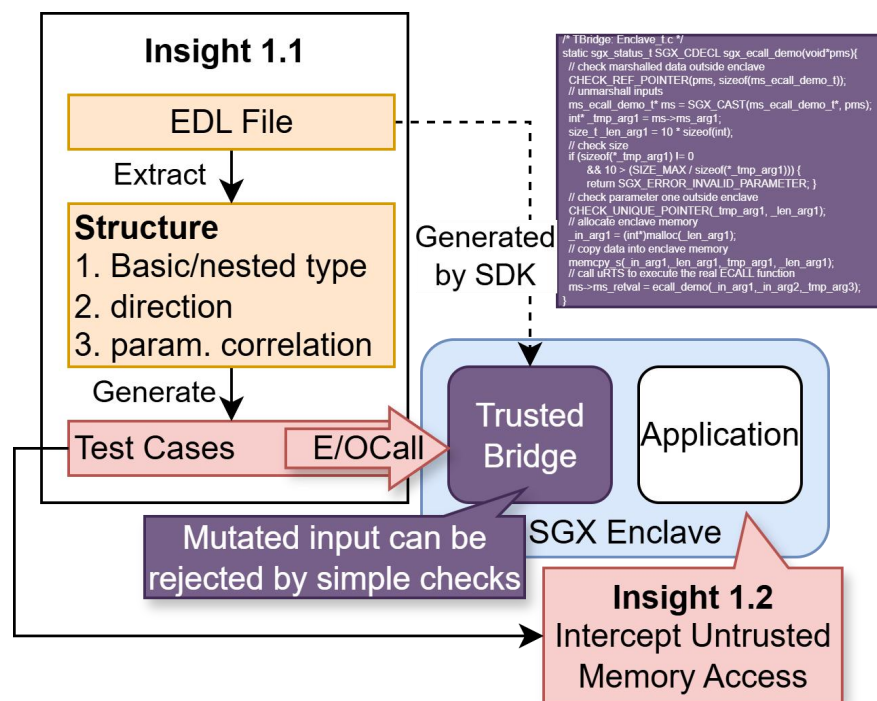 Insight 1.1
EDL File
Extract
Structure
1. Basic/nested type
2. direction
3. param. correlation
Generate
Test Cases
E/OCall
Generated
by SDK
/* TBridge: Enclave_t.c */
static sgx_status_t SGX_CDECL sgx_ecall_demo(void*pms){
// check marshalled data outside enclave
CHECK_REF_POINTER(pms, sizeof(ms_ecall_demo_t));
// unmarshall inputs
ms_ecall_demo_t* ms = SGX_CAST(ms_ecall_demo_t*, pms);
int* _tmp_arg1 = ms->ms_arg1;
size_t _len_arg1 = 10 * sizeof(int);
// check size
if (sizeof(*_tmp_arg1) != 0
&& 10 > (SIZE_MAX / sizeof(*_tmp_arg1))) {
return SGX_ERROR_INVALID_PARAMETER; }
// check parameter one outside enclave
CHECK_UNIQUE_POINTER(_tmp_arg1, _len_arg1);
// allocate enclave memory
_in_arg1 = (int*)malloc(_len_arg1);
// copy data into enclave memory
memcpy_s(_in_arg1,_len_arg1,_tmp_arg1, _len_arg1);
// call uRTS to execute the real ECALL function
ms->ms_retval = ecall_demo(_in_arg1,_in_arg2,_tmp_arg3);
}
Trusted
Bridge
Application
SGX Enclave
Mutated input can be
rejected by simple checks
Insight 1.2
Intercept Untrusted
Memory Access